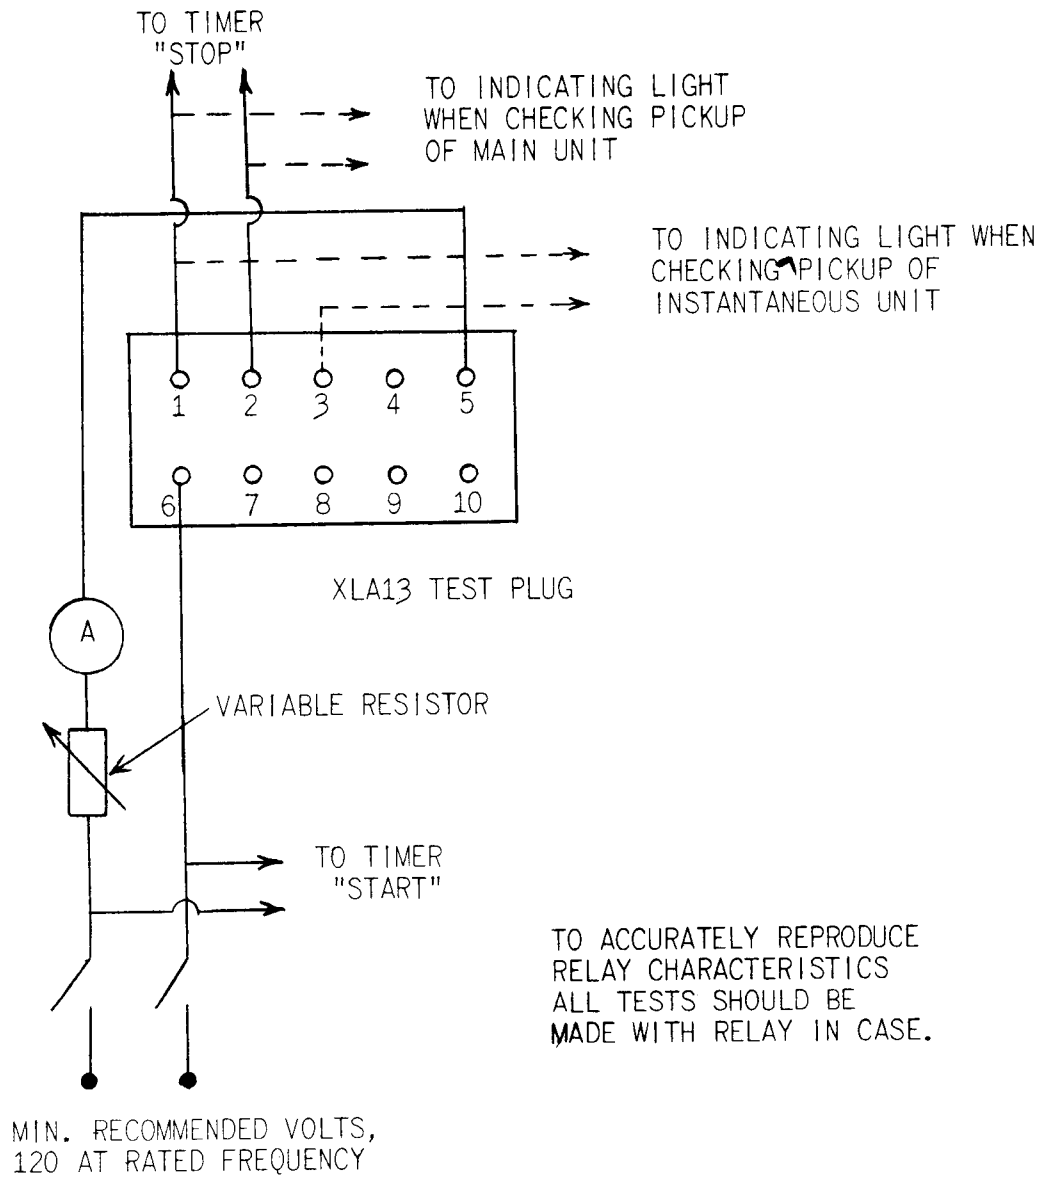 TO TIMER
"STOP"
TO INDICATING LIGHT
WHEN CHECKING PICKUP
OF MAIN UNIT
TO INDICATING LIGHT WHEN
CHECKING PICKUP OF
INSTANTANEOUS UNIT
1 2 3 4 5
6 7 8 9 10
XLA13 TEST PLUG
A
VARIABLE RESISTOR
TO TIMER
"START"
TO ACCURATELY REPRODUCE
RELAY CHARACTERISTICS
ALL TESTS SHOULD BE
MADE WITH RELAY IN CASE.
MIN. RECOMMENDED VOLTS,
120 AT RATED FREQUENCY